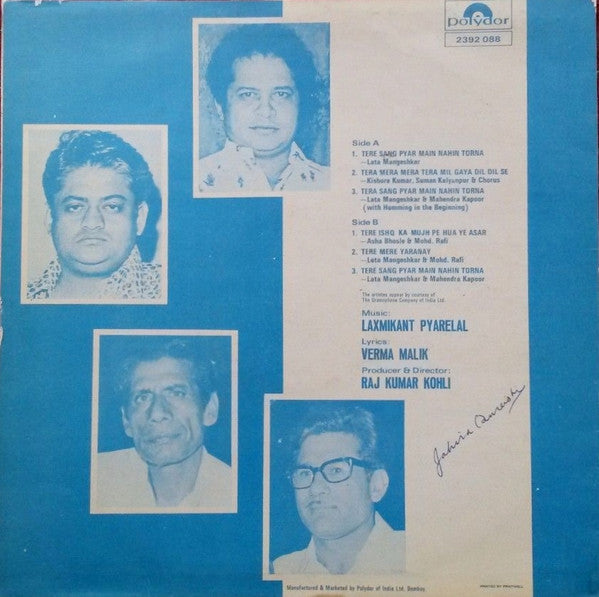 Polydor
2392 088
Side A
1. TERE SANG PYAR MAIN NAHIN TORNA
—Lata Mangeshkar
2. TERA MERA MERA TERA MIL GAYA DIL DIL SE
—Kishore Kumar, Suman Kalyanpur & Chorus
3. TERA SANG PYAR MAIN NAHIN TORNA
—Lata Mangeshkar & Mahendra Kapoor
(with Humming in the Beginning)
Side B
1. TERE ISHQ KA MUJH PE HUA YE ASAR
—Asha Bhosle & Mohd. Rafi
2. TERE MERE YARANAY
—Lata Mangeshkar & Mohd. Rafi
3. TERE SANG PYAR MAIN NAHIN TORNA
—Lata Mangeshkar & Mahendra Kapoor
The artistes appear by courtesy of
The Gramophone Company of India Ltd.
Music:
LAXMIKANT PYARELAL
Lyrics:
VERMA MALIK
Producer & Director:
RAJ KUMAR KOHLI
Manufactured & Marketed by Polydor of India Ltd. Bombay
PRINTED BY PRINTWELL